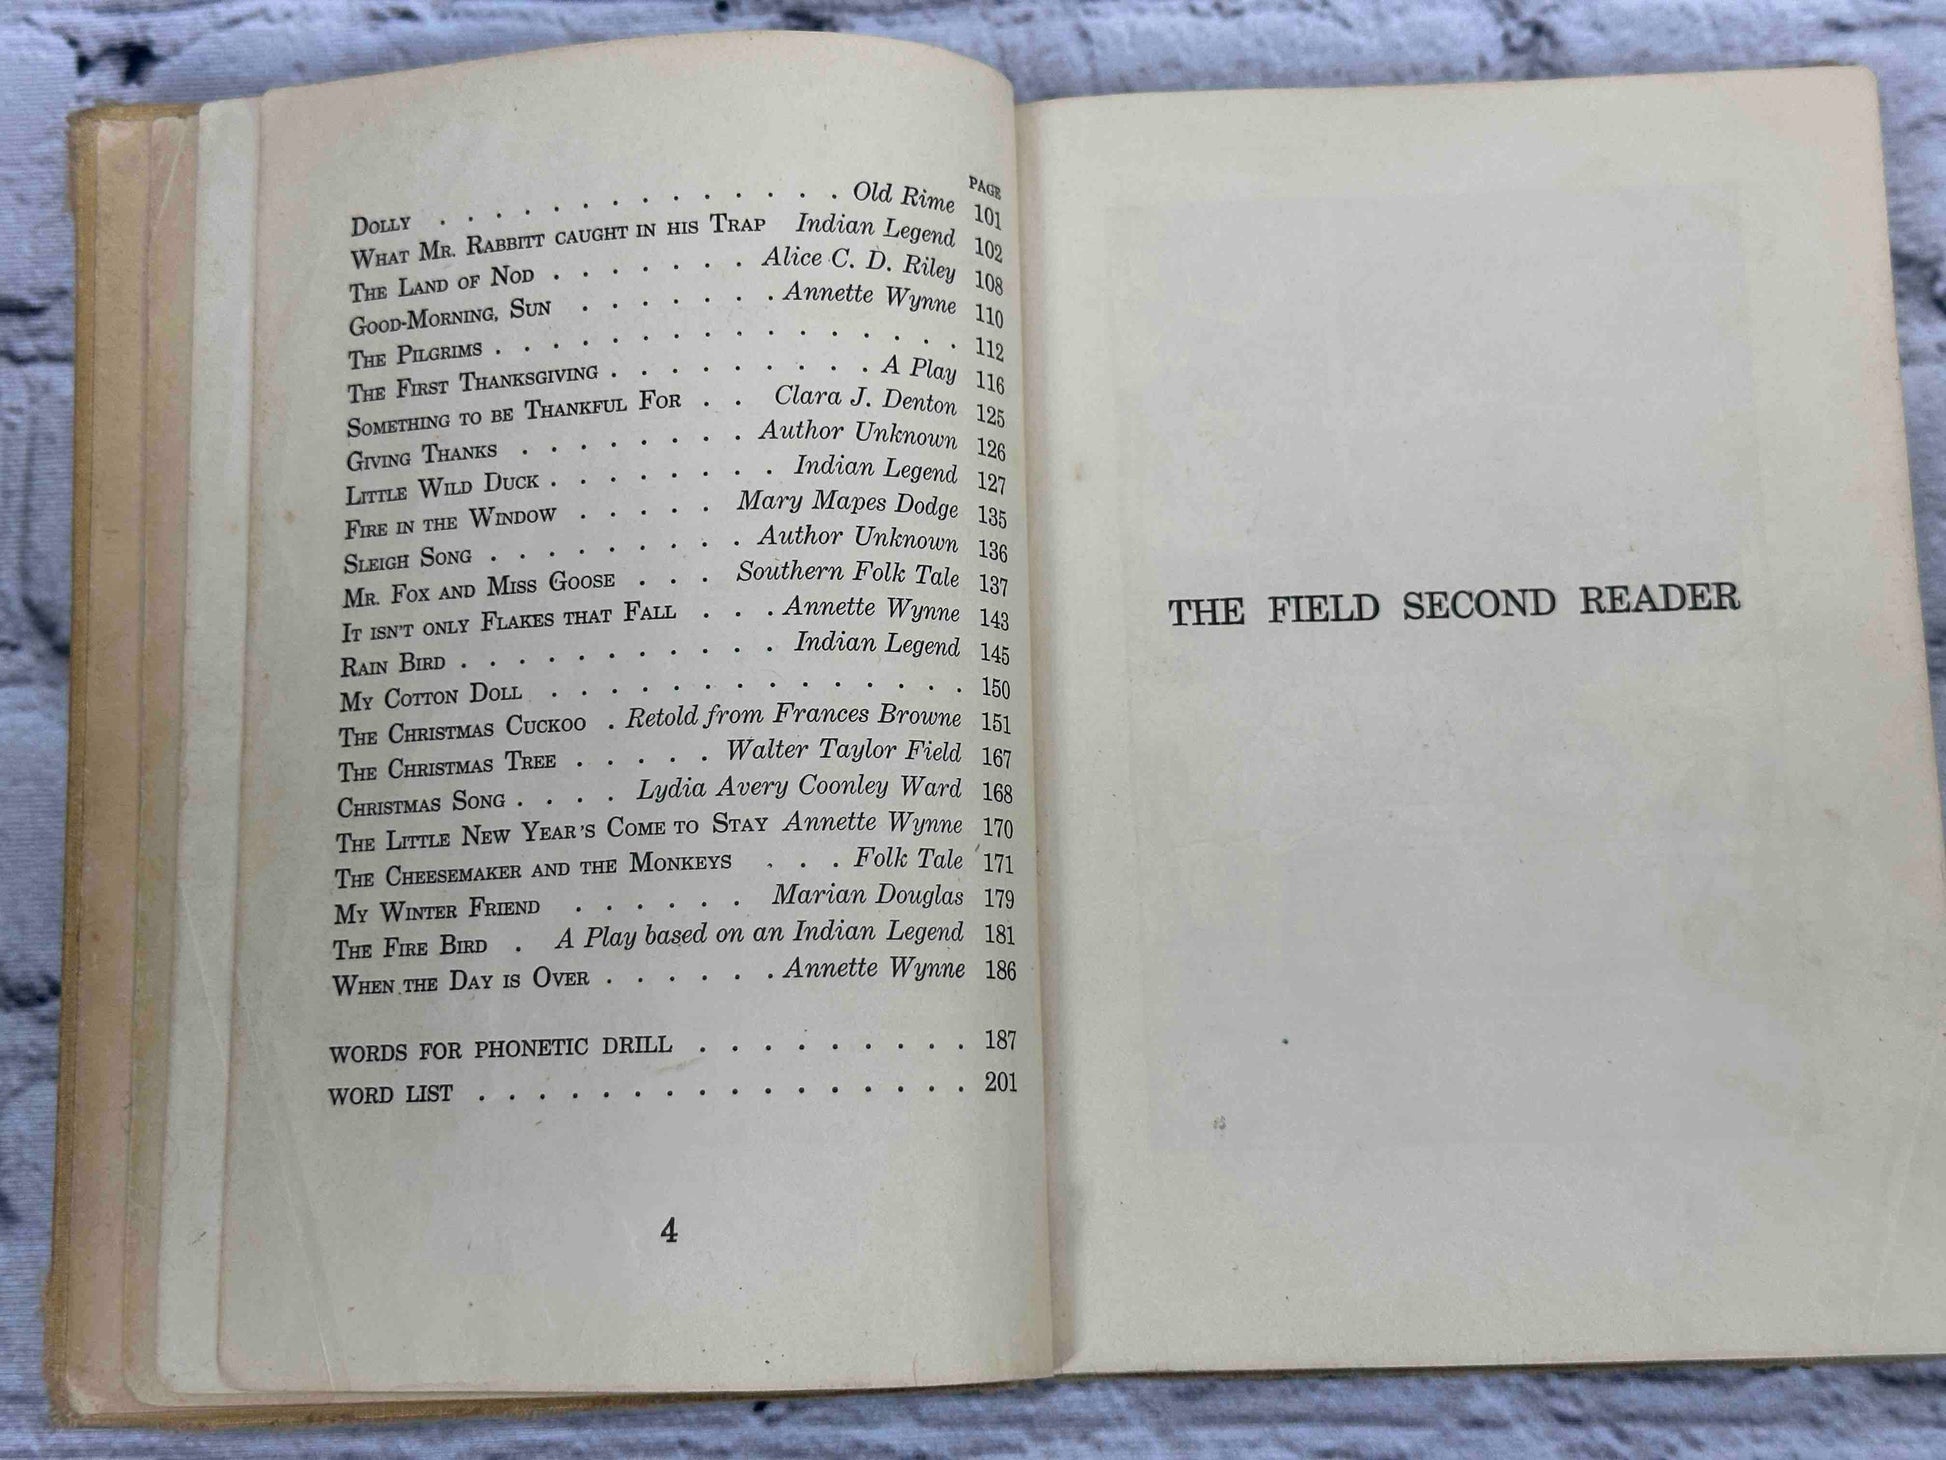 PAGE
DOLLY . . . . . . . . . . . . . . Old Rime 101
WHAT MR. RABBITT CAUGHT IN HIS TRAP Indian Legend 102
THE LAND OF NOD . . . . . . . Alice C. D. Riley 108
GOOD-MORNING, SUN . . . . . . . Annette Wynne 110
THE PILGRIMS . . . . . . . . . . . . . . . . 112
THE FIRST THANKSGIVING . . . . . . . . . . A Play 116
SOMETHING TO BE THANKFUL FOR . . Clara J. Denton 125
GIVING THANKS . . . . . . . . Author Unknown 126
LITTLE WILD DUCK . . . . . . . . Indian Legend 127
FIRE IN THE WINDOW . . . . . Mary Mapes Dodge 135
SLEIGH SONG . . . . . . . . . Author Unknown 136
MR. FOX AND MISS GOOSE . . . Southern Folk Tale 137
IT ISN'T ONLY FLAKES THAT FALL . . . Annette Wynne 143
RAIN BIRD . . . . . . . . . . . Indian Legend 145
MY COTTON DOLL . . . . . . . . . . . . . . 150
THE CHRISTMAS CUCKOO . Retold from Frances Browne 151
THE CHRISTMAS TREE . . . . . Walter Taylor Field 167
CHRISTMAS SONG . . . . Lydia Avery Coonley Ward 168
THE LITTLE NEW YEAR'S COME TO STAY Annette Wynne 170
THE CHEESEMAKER AND THE MONKEYS . . . Folk Tale 171
MY WINTER FRIEND . . . . . . Marian Douglas 179
THE FIRE BIRD . A Play based on an Indian Legend 181
WHEN THE DAY IS OVER . . . . . . Annette Wynne 186
WORDS FOR PHONETIC DRILL . . . . . . . . . 187
WORD LIST . . . . . . . . . . . . . . . . 201
4
THE FIELD SECOND READER